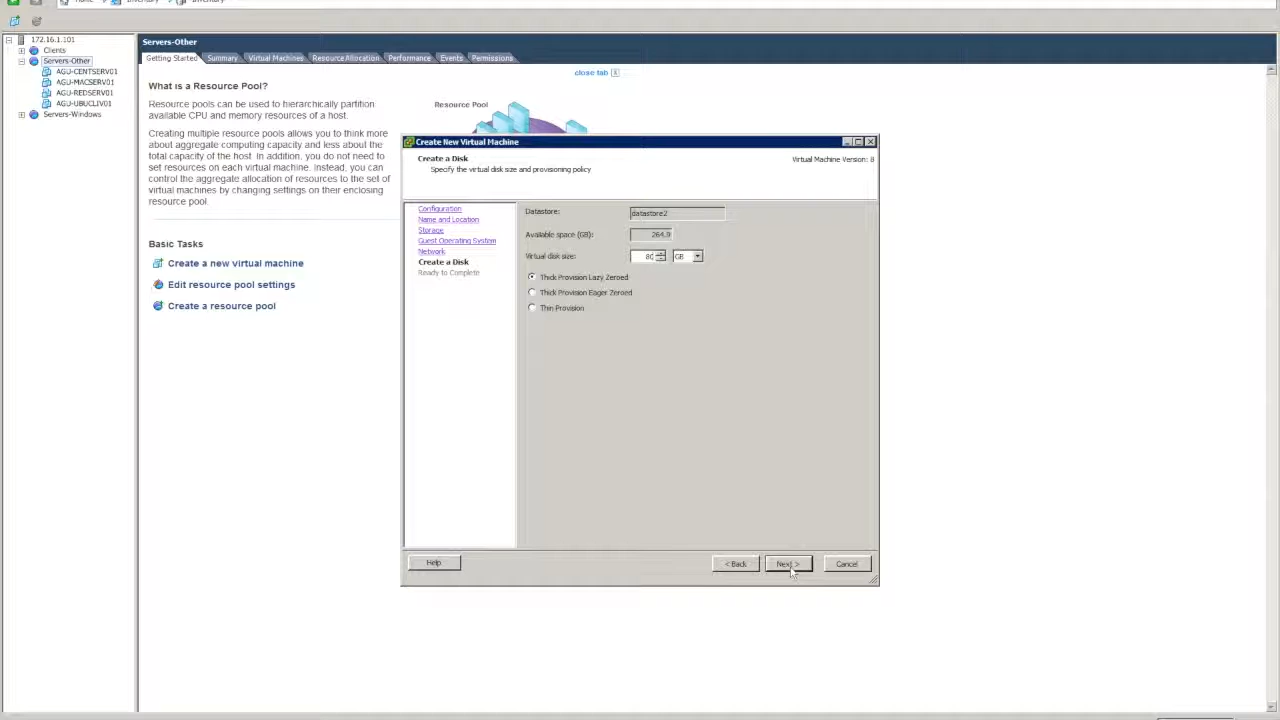 Home
Inventory
Inventory
172.16.1.101
Clients
Servers-Other
AGU-CENTSERV01
AGU-MACSERV01
AGU-REDSERV01
AGU-UBUCLIV01
Servers-Windows
Servers-Other
Getting Started
Summary
Virtual Machines
Resource Allocation
Performance
Events
Permissions
close tab
What is a Resource Pool?
Resource pools can be used to hierarchically partition
available CPU and memory resources of a host.
Creating multiple resource pools allows you to think more
about aggregate computing capacity and less about the
total capacity of the host. In addition, you do not need to
set resources on each virtual machine. Instead, you can
control the aggregate allocation of resources to the set of
virtual machines by changing settings on their enclosing
resource pool.
Basic Tasks
Create a new virtual machine
Edit resource pool settings
Create a resource pool
Resource Pool
Create New Virtual Machine
Create a Disk
Specify the virtual disk size and provisioning policy
Virtual Machine Version: 8
Configuration
Name and Location
Storage
Guest Operating System
Network
Create a Disk
Ready to Complete
Datastore:
datastore2
Available space (GB):
264.9
Virtual disk size:
80
GB
Thick Provision Lazy Zeroed
Thick Provision Eager Zeroed
Thin Provision
Help
< Back
Next >
Cancel